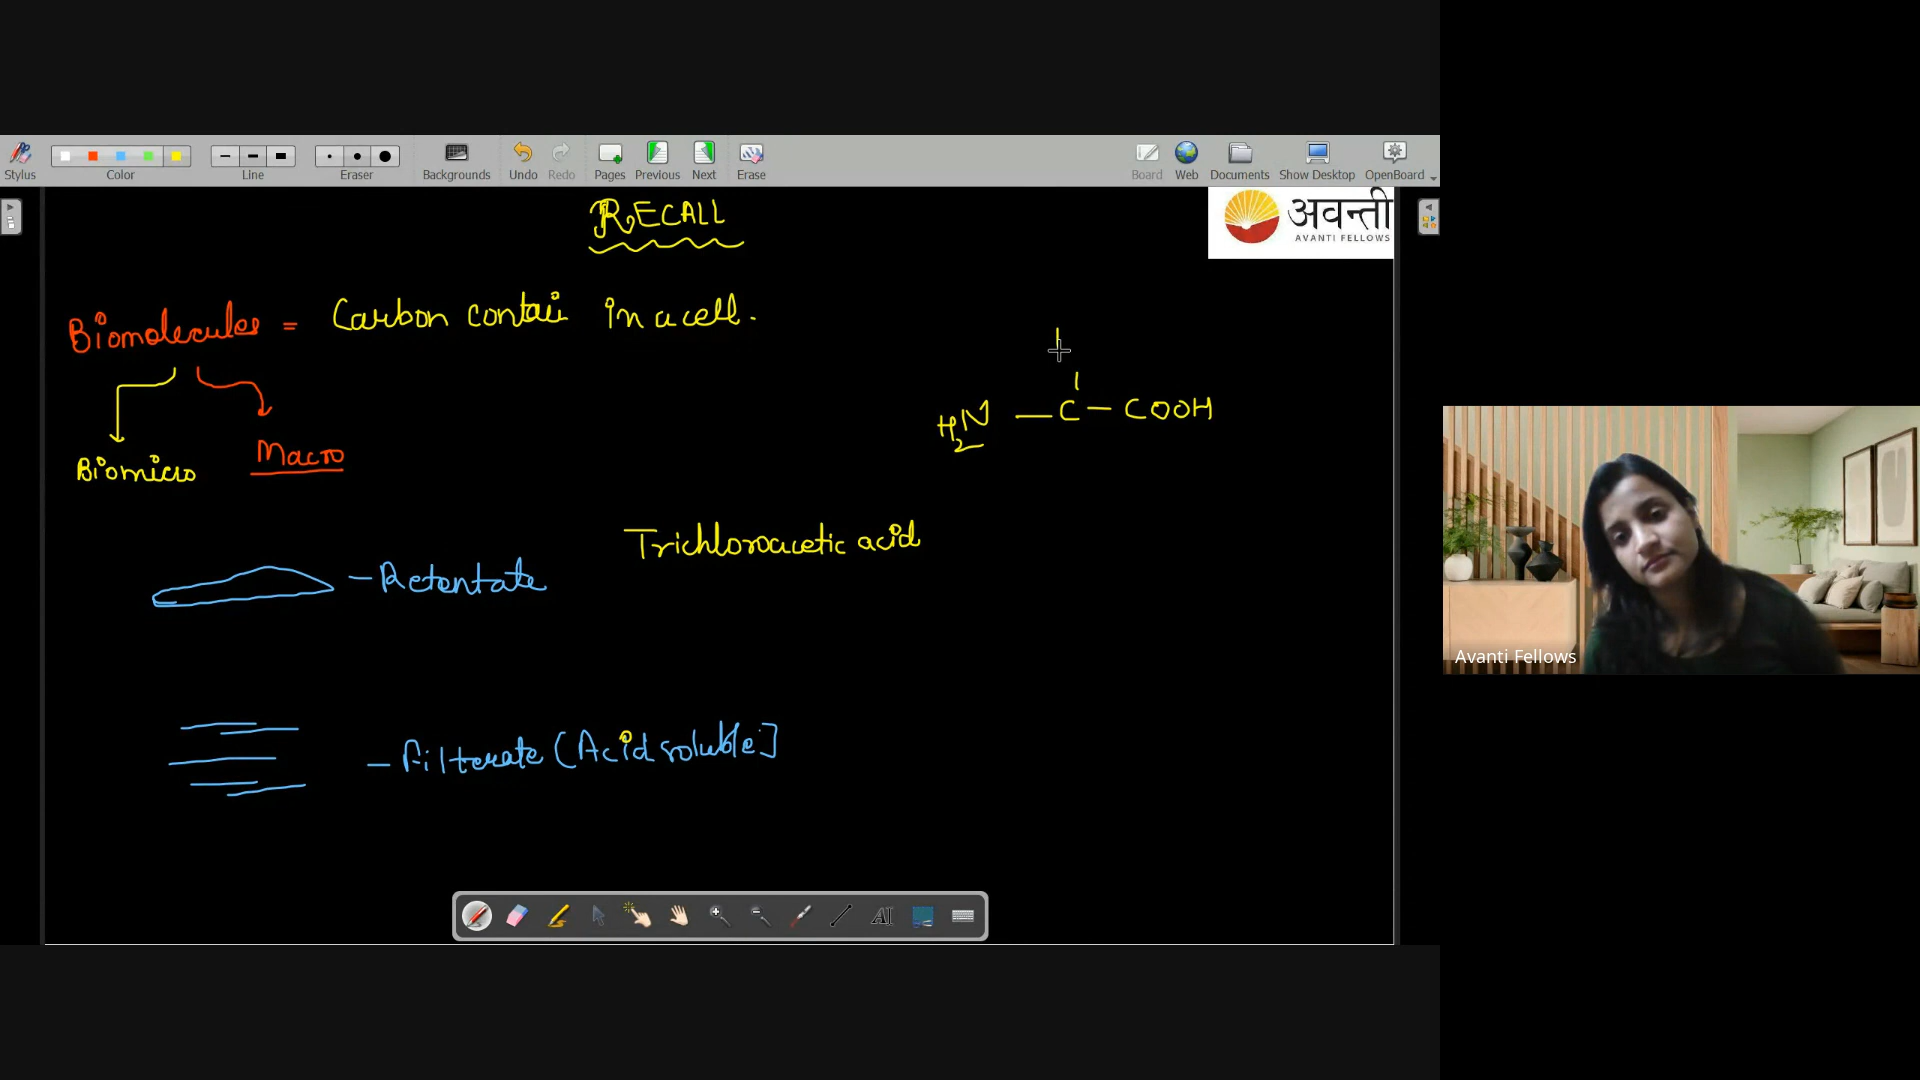 Stylus
Color
Line
Eraser
Backgrounds
Undo
Redo
Pages
Previous
Next
Erase
Board
Web
Documents
Show Desktop
OpenBoard
RECALL
अवन्ती
AVANTI FELLOWS
Biomolecules = Carbon contai in a cell.
Biomicro
Macro
H2N — C — COOH
Trichloroacetic acid
— Retentate
— Filterate (Acid soluble]
Avanti Fellows